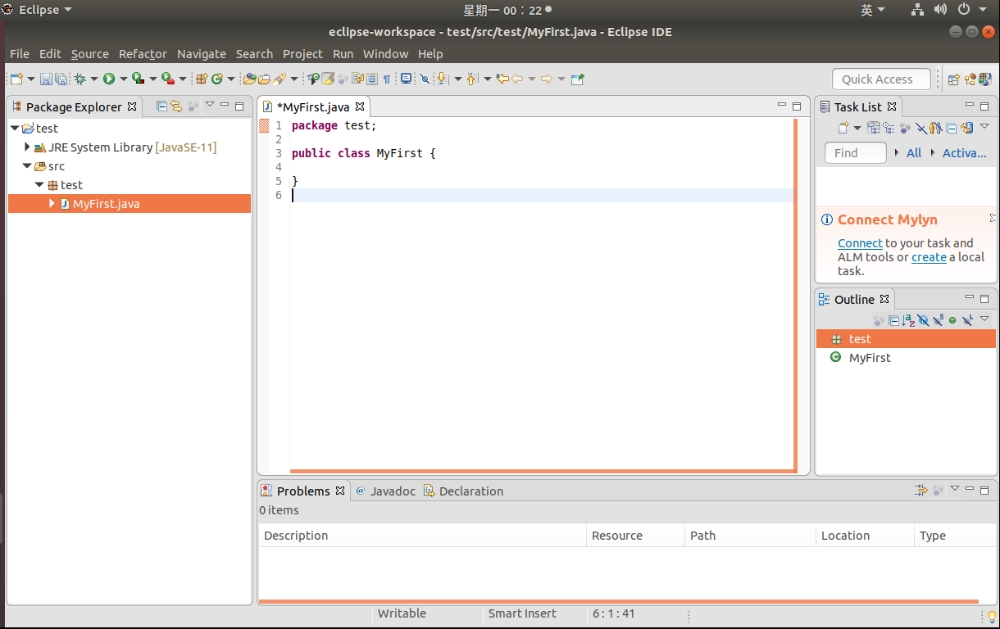 Eclipse 星期一 00：22 英
eclipse-workspace - test/src/test/MyFirst.java - Eclipse IDE
File Edit Source Refactor Navigate Search Project Run Window Help
Quick Access
Package Explorer
test
JRE System Library [JavaSE-11]
src
test
MyFirst.java
*MyFirst.java
1 package test;
2
3 public class MyFirst {
4
5 }
6
Task List
Find All Activa...
Connect Mylyn
Connect to your task and
ALM tools or create a local
task.
Outline
test
MyFirst
Problems @ Javadoc Declaration
0 items
Description Resource Path Location Type
Writable Smart Insert 6 : 1 : 41